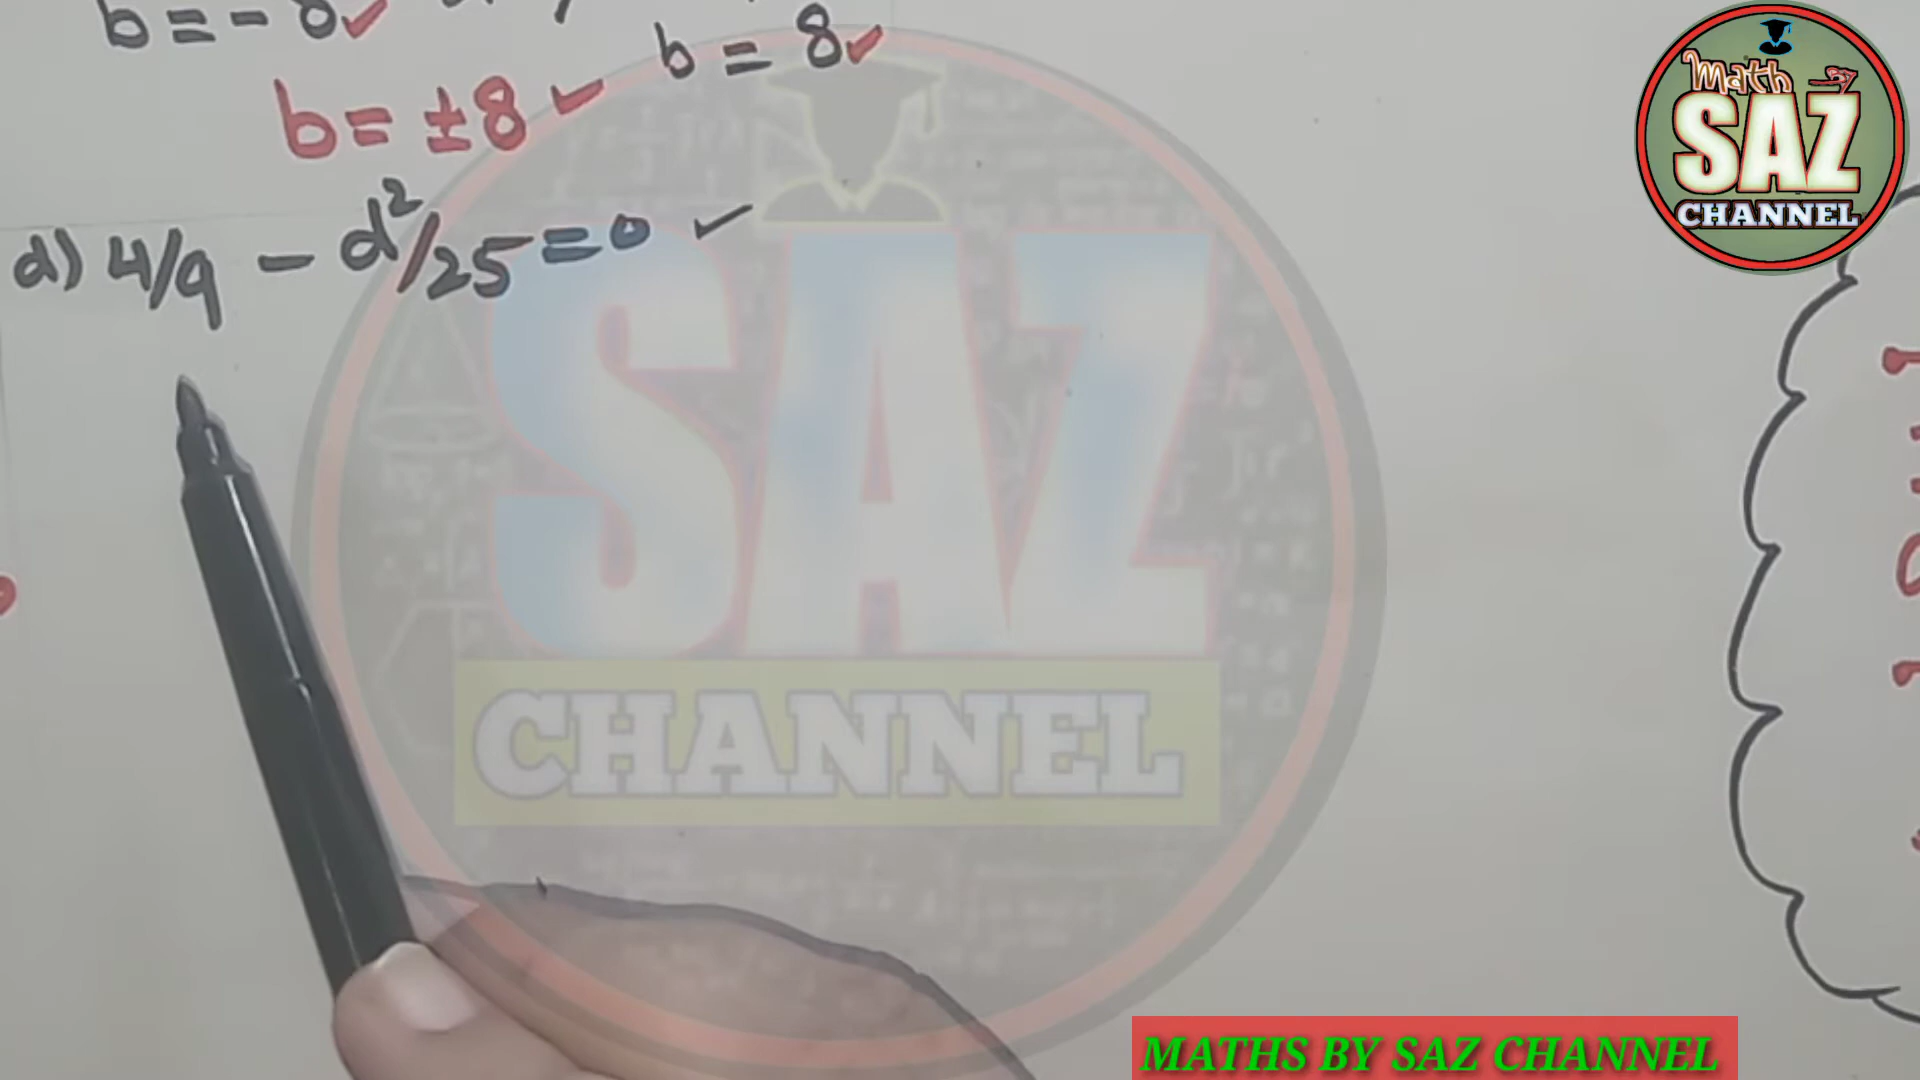 b = - 8✓
b = 8✓
b = ±8 ✓
d) 4/9 - d²/25 = 0 ✓
Math
SAZ
CHANNEL
SAZ
CHANNEL
MATHS BY SAZ CHANNEL